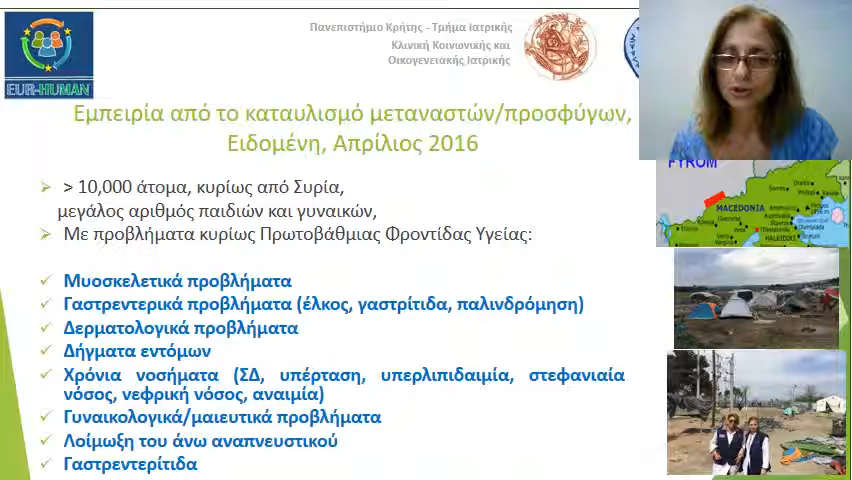 Πανεπιστήμιο Κρήτης - Τμήμα Ιατρικής
Κλινική Κοινωνικής και
Οικογενειακής Ιατρικής
EUR-HUMAN
Εμπειρία από το καταυλισμό μεταναστών/προσφύγων,
Ειδομένη, Απρίλιος 2016
> 10,000 άτομα, κυρίως από Συρία,
μεγάλος αριθμός παιδιών και γυναικών,
Με προβλήματα κυρίως Πρωτοβάθμιας Φροντίδας Υγείας:
Μυοσκελετικά προβλήματα
Γαστρεντερικά προβλήματα (έλκος, γαστρίτιδα, παλινδρόμηση)
Δερματολογικά προβλήματα
Δήγματα εντόμων
Χρόνια νοσήματα (ΣΔ, υπέρταση, υπερλιπιδαιμία, στεφανιαία
νόσος, νεφρική νόσος, αναιμία)
Γυναικολογικά/μαιευτικά προβλήματα
Λοίμωξη του άνω αναπνευστικού
Γαστρεντερίτιδα
FYROM
MACEDONIA